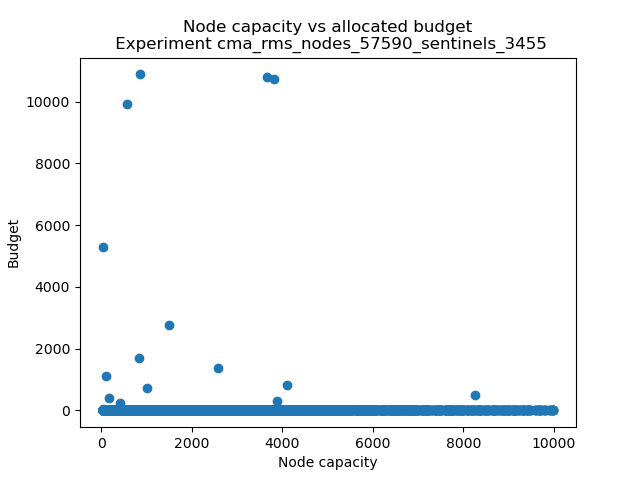 Node capacity vs allocated budget
Experiment cma_rms_nodes_57590_sentinels_3455
10000
8000
6000
4000
2000
0
Budget
0 2000 4000 6000 8000 10000
Node capacity